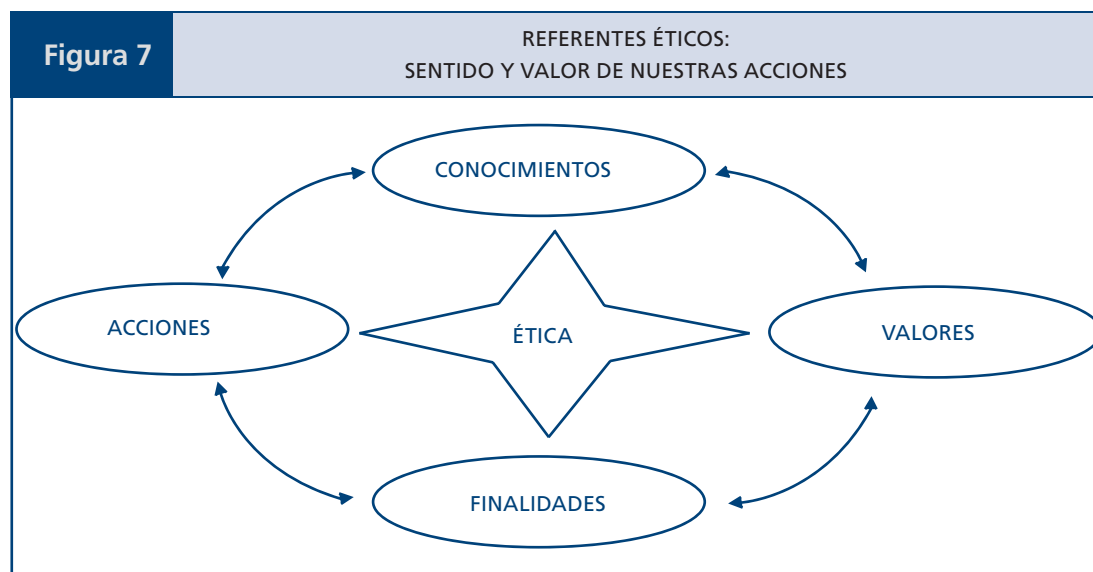 Figura 7
REFERENTES ÉTICOS:
SENTIDO Y VALOR DE NUESTRAS ACCIONES
CONOCIMIENTOS
ACCIONES
ÉTICA
VALORES
FINALIDADES